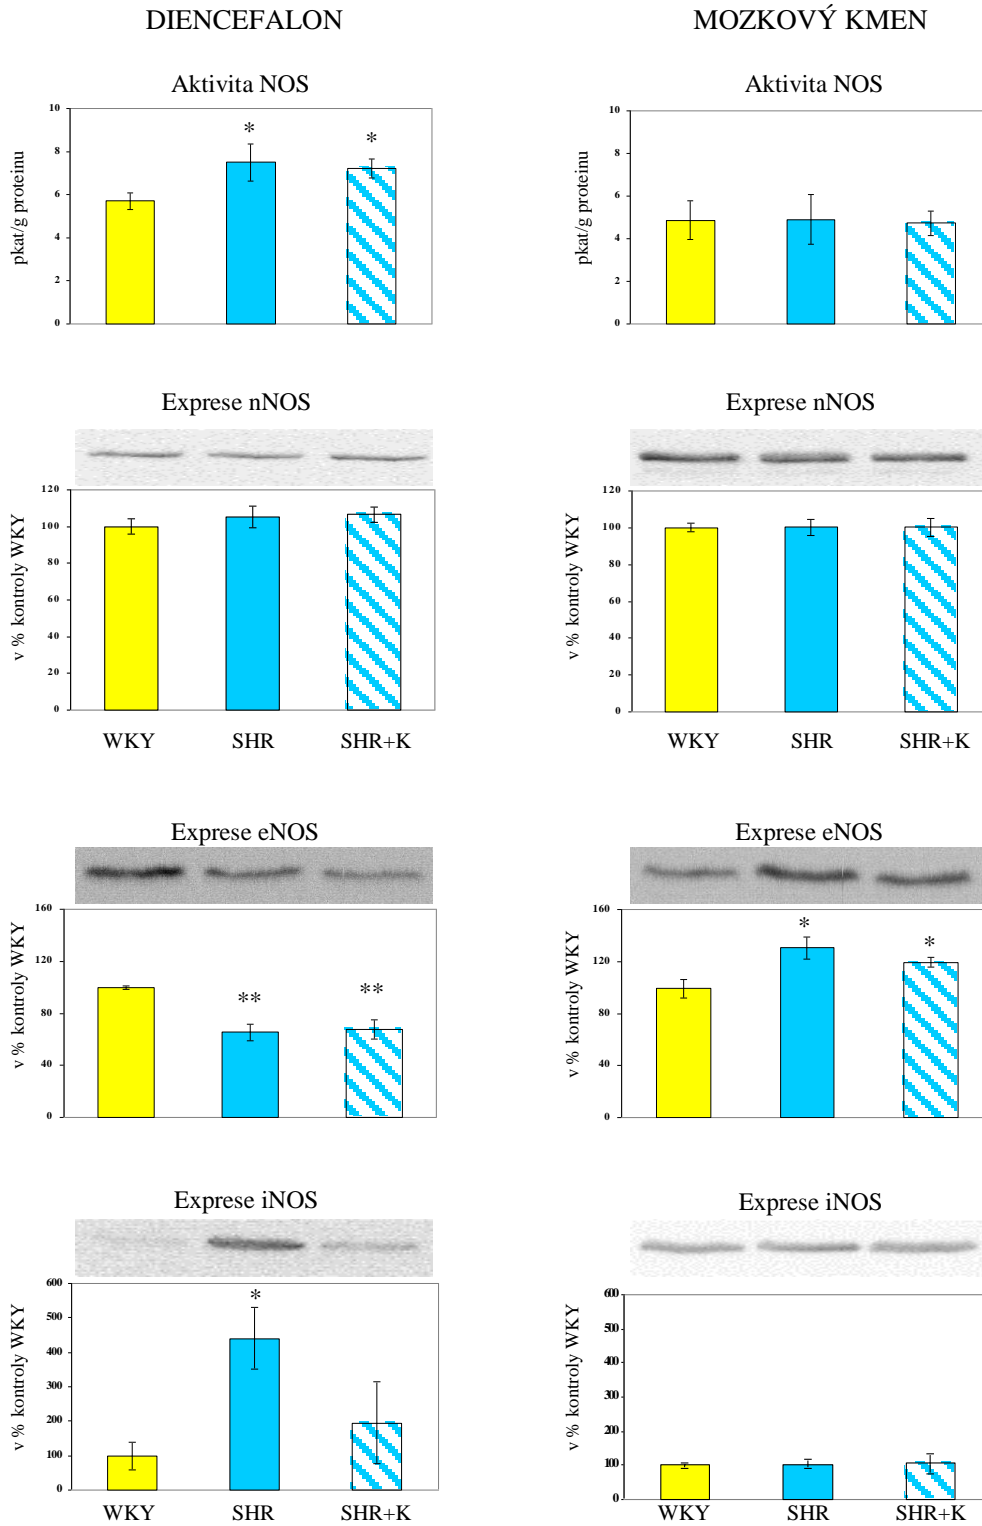 DIENCEFALON
MOZKOVÝ KMEN
Aktivita NOS
Aktivita NOS
pkat/g proteinu
10
8
6
4
2
0
*
*
pkat/g proteinu
10
8
6
4
2
0
Exprese nNOS
Exprese nNOS
v % kontroly WKY
120
100
80
60
40
20
0
WKY SHR SHR+K
v % kontroly WKY
120
100
80
60
40
20
0
WKY SHR SHR+K
Exprese eNOS
Exprese eNOS
v % kontroly WKY
160
120
80
40
0
**
**
v % kontroly WKY
160
120
80
40
0
*
*
Exprese iNOS
Exprese iNOS
v % kontroly WKY
600
500
400
300
200
100
0
*
WKY SHR SHR+K
v % kontroly WKY
600
500
400
300
200
100
0
WKY SHR SHR+K